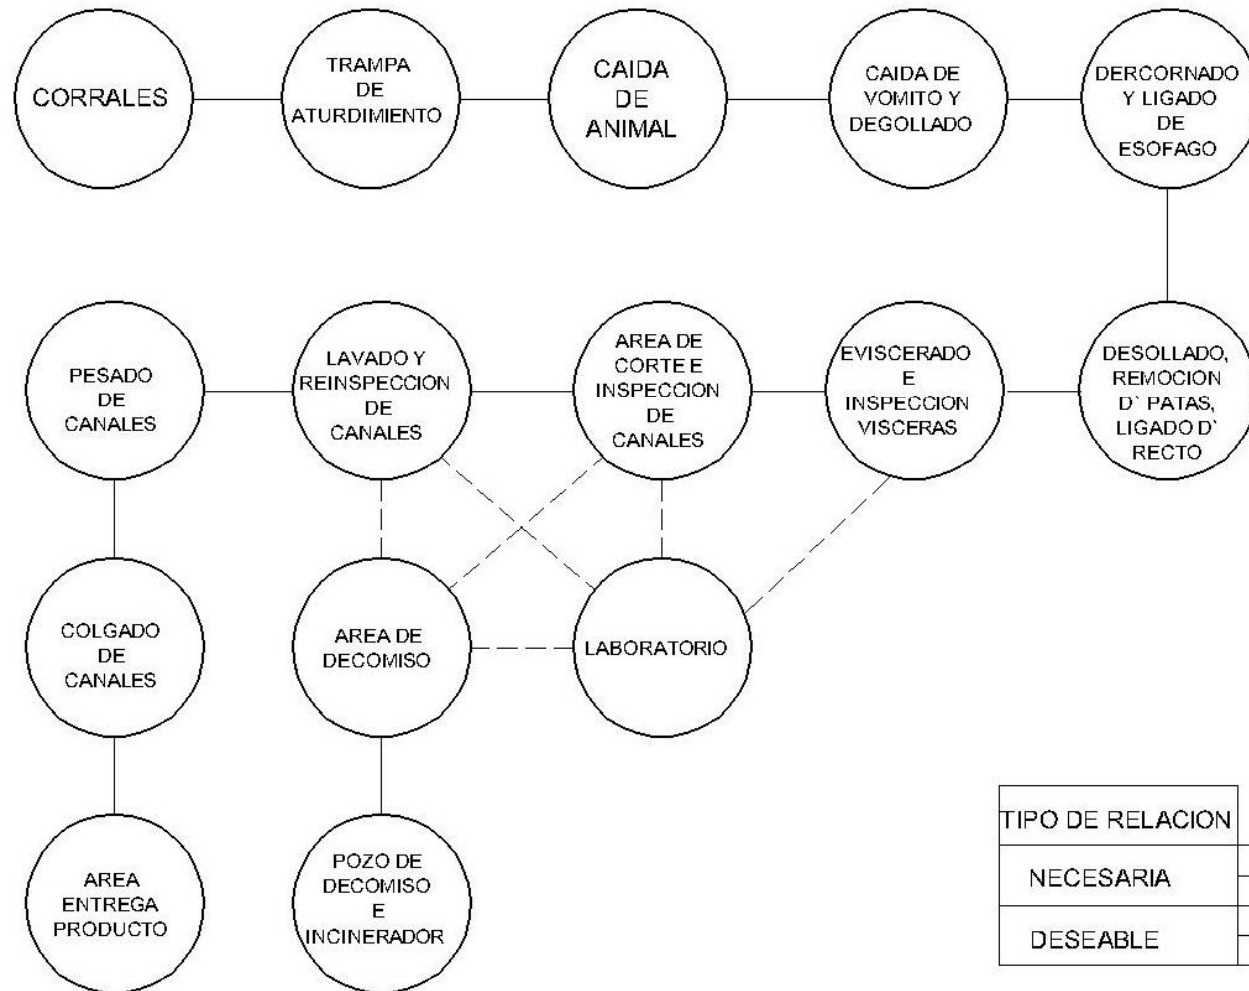 CORRALES
TRAMPA
DE
ATURDIMIENTO
CAIDA
DE
ANIMAL
CAIDA DE
VOMITO Y
DEGOLLADO
DERCORNADO
Y LIGADO
DE
ESOFAGO
PESADO
DE
CANALES
LAVADO Y
REINSPECCION
DE
CANALES
AREA DE
CORTE E
INSPECCION
DE
CANALES
EVISCERADO
E
INSPECCION
VISCERAS
DESOLLADO,
REMOCION
D` PATAS,
LIGADO D`
RECTO
COLGADO
DE
CANALES
AREA DE
DECOMISO
LABORATORIO
AREA
ENTREGA
PRODUCTO
POZO DE
DECOMISO
E
INCINERADOR
TIPO DE RELACION
NECESARIA
DESEABLE